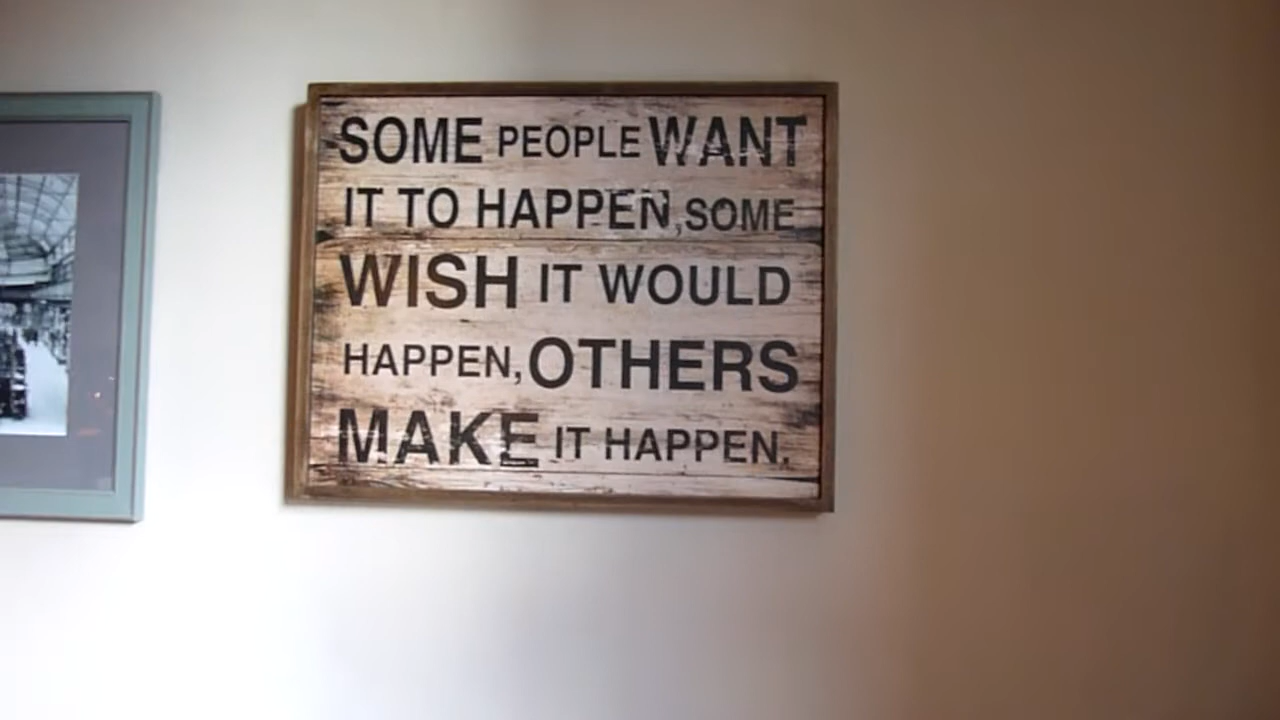 SOME PEOPLE WANT
IT TO HAPPEN, SOME
WISH IT WOULD
HAPPEN, OTHERS
MAKE IT HAPPEN.